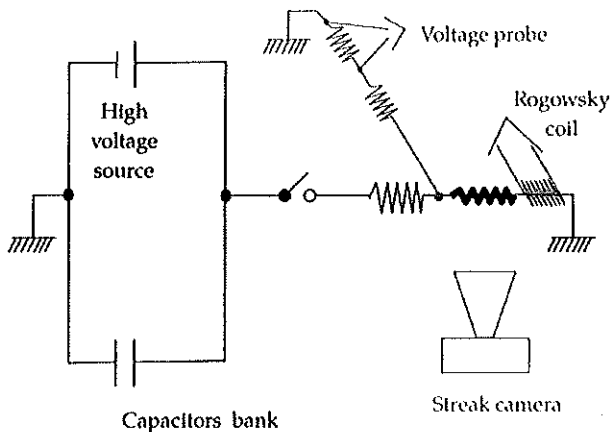 Voltage probe
High
voltage
source
Rogowsky
coil
Streak camera
Capacitors bank